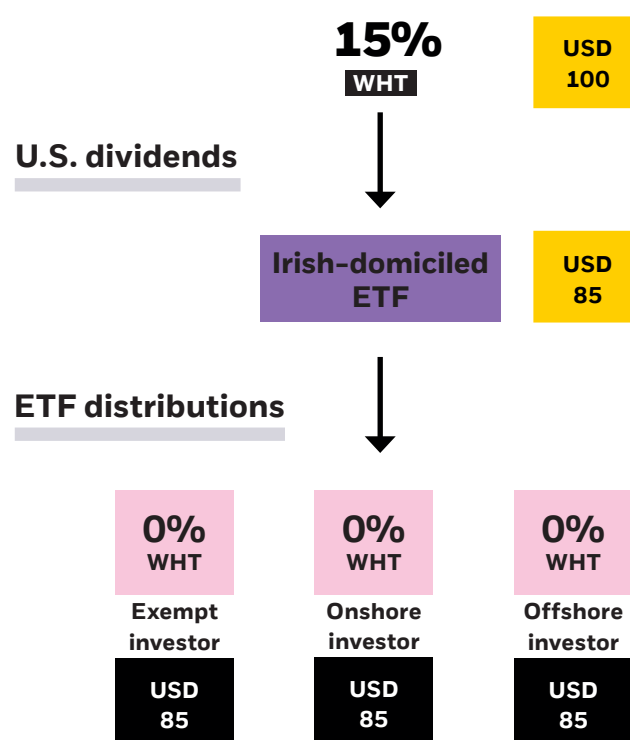 15%
WHT
USD
100
U.S. dividends
Irish-domiciled
ETF
USD
85
ETF distributions
0%
WHT
Exempt
investor
USD
85
0%
WHT
Onshore
investor
USD
85
0%
WHT
Offshore
investor
USD
85